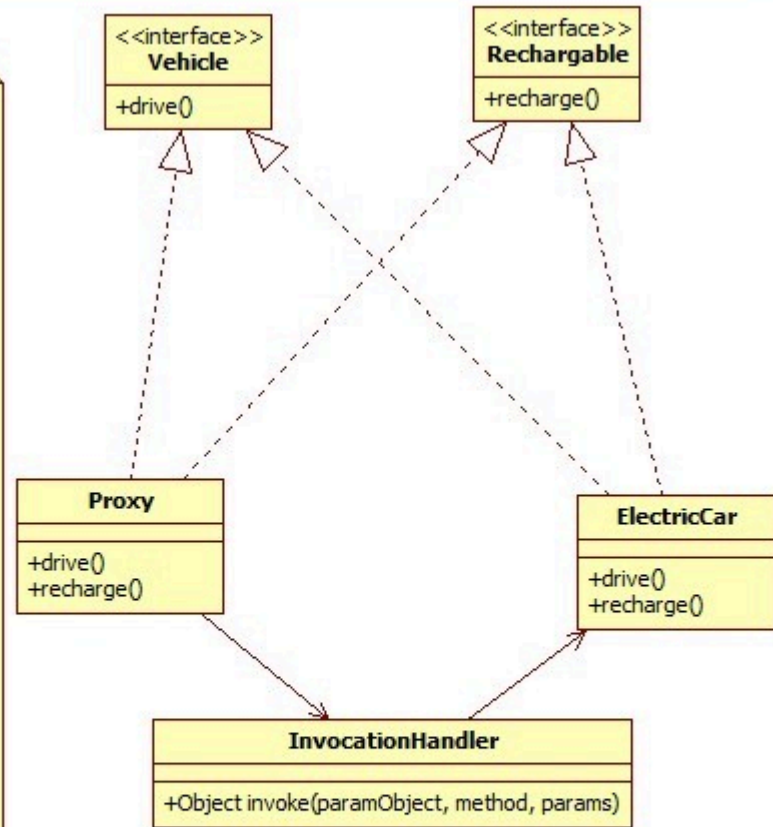 <<interface>>
Vehicle
+drive()
<<interface>>
Rechargable
+recharge()
Proxy
+drive()
+recharge()
ElectricCar
+drive()
+recharge()
InvocationHandler
+Object invoke(paramObject, method, params)